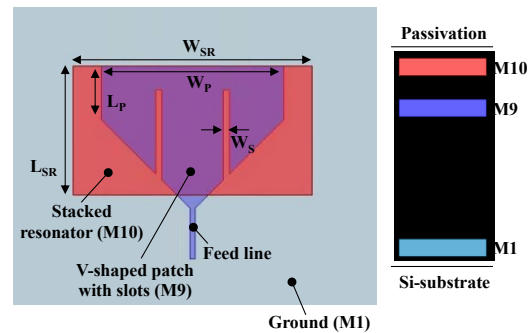 W_SR
W_P
L_P
W_S
L_SR
Stacked
resonator (M10)
Feed line
V-shaped patch
with slots (M9)
Ground (M1)
Passivation
M10
M9
M1
Si-substrate